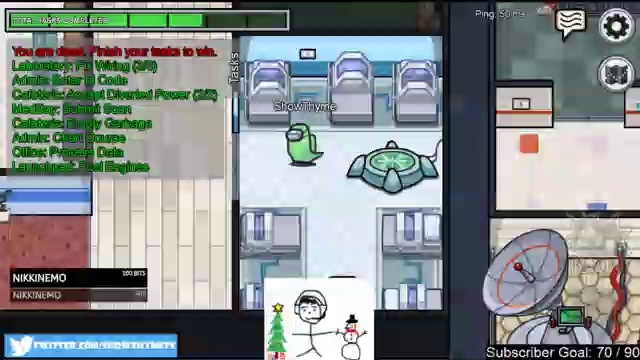 TOTAL TASKS COMPLETED
Ping: 50 ms
You are dead. Finish your tasks to win.
Laboratory: Fix Wiring (2/3)
Admin: Enter ID Code
Cafeteria: Accept Diverted Power (2/2)
MedBay: Submit Scan
Cafeteria: Empty Garbage
Admin: Chart Course
Office: Process Data
Launchpad: Fuel Engines
Tasks
ShowThyme
NIKKINEMO
100 BITS
NIKKINEMO
Subscriber Goal: 70 / 90